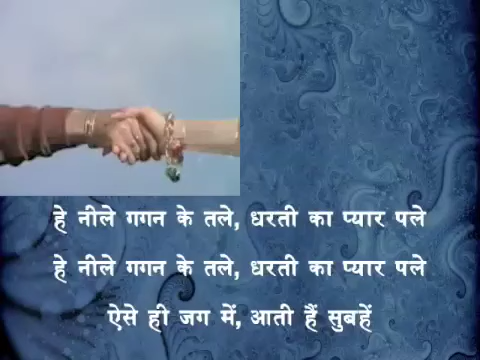 हे नीले गगन के तले, धरती का प्यार पले
हे नीले गगन के तले, धरती का प्यार पले
ऐसे ही जग में, आती हैं सुबहें